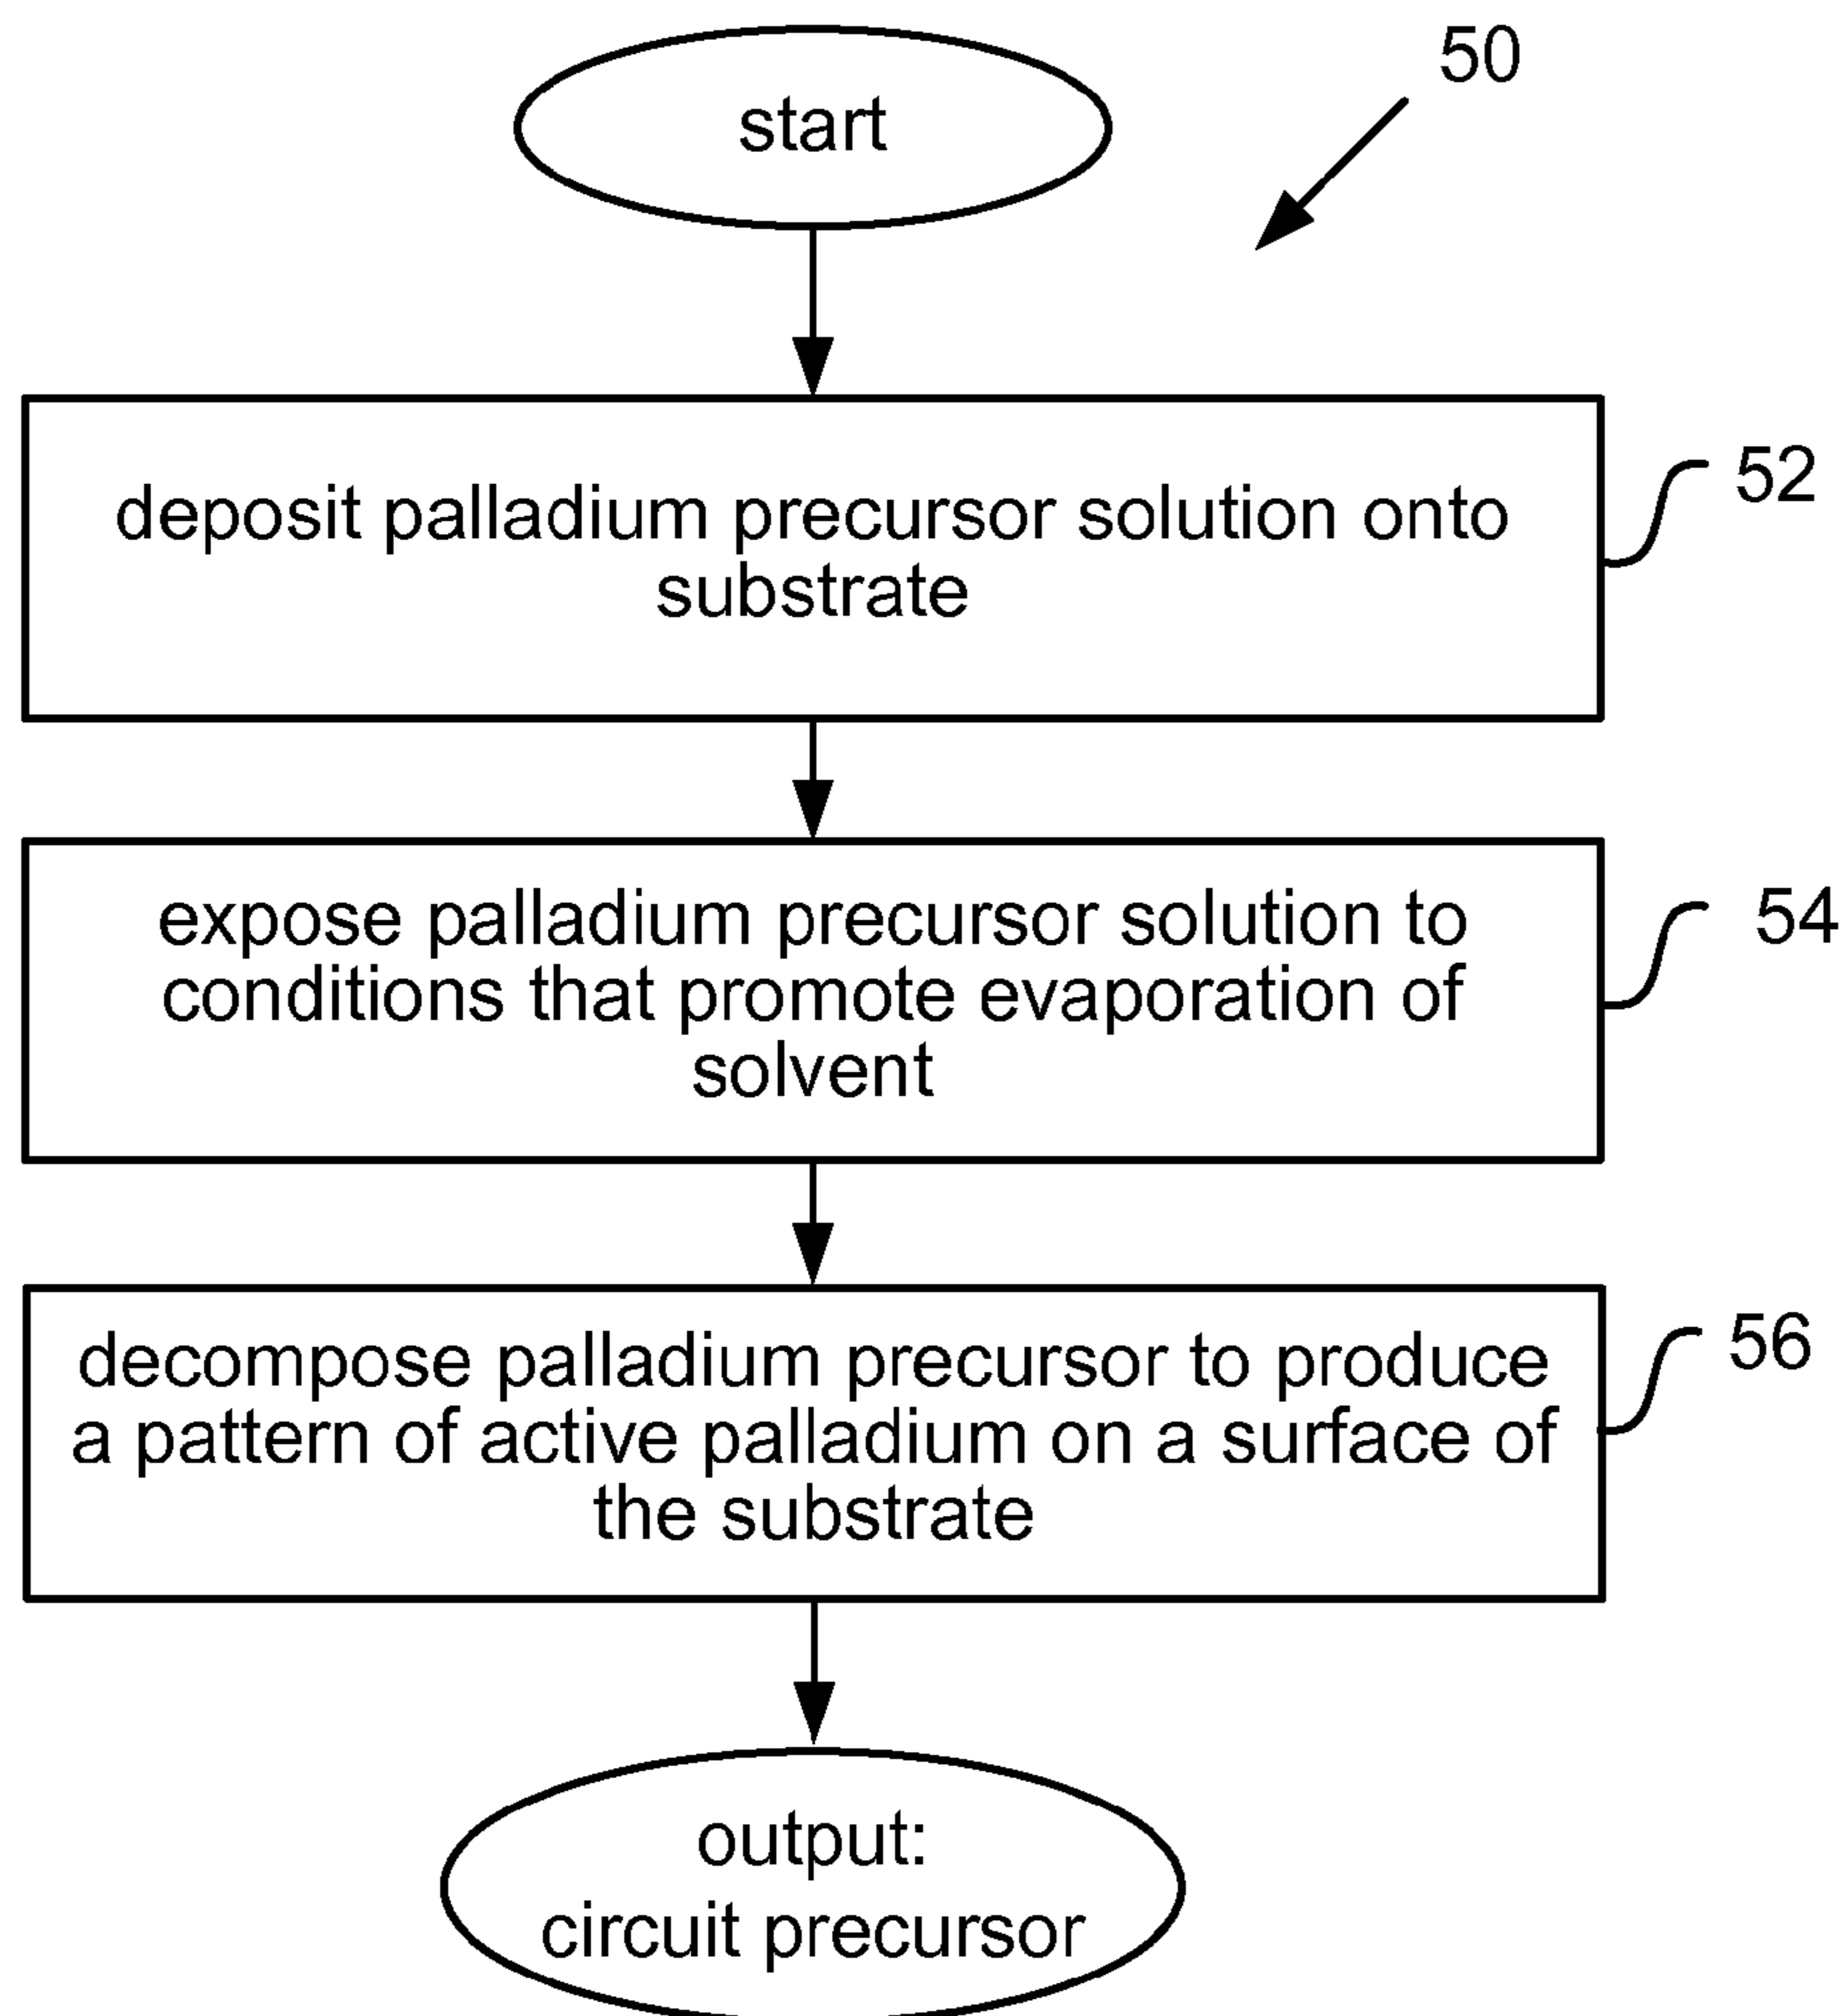 50
start
deposit palladium precursor solution onto
substrate
52
expose palladium precursor solution to
conditions that promote evaporation of
solvent
54
decompose palladium precursor to produce
a pattern of active palladium on a surface of
the substrate
56
output:
circuit precursor